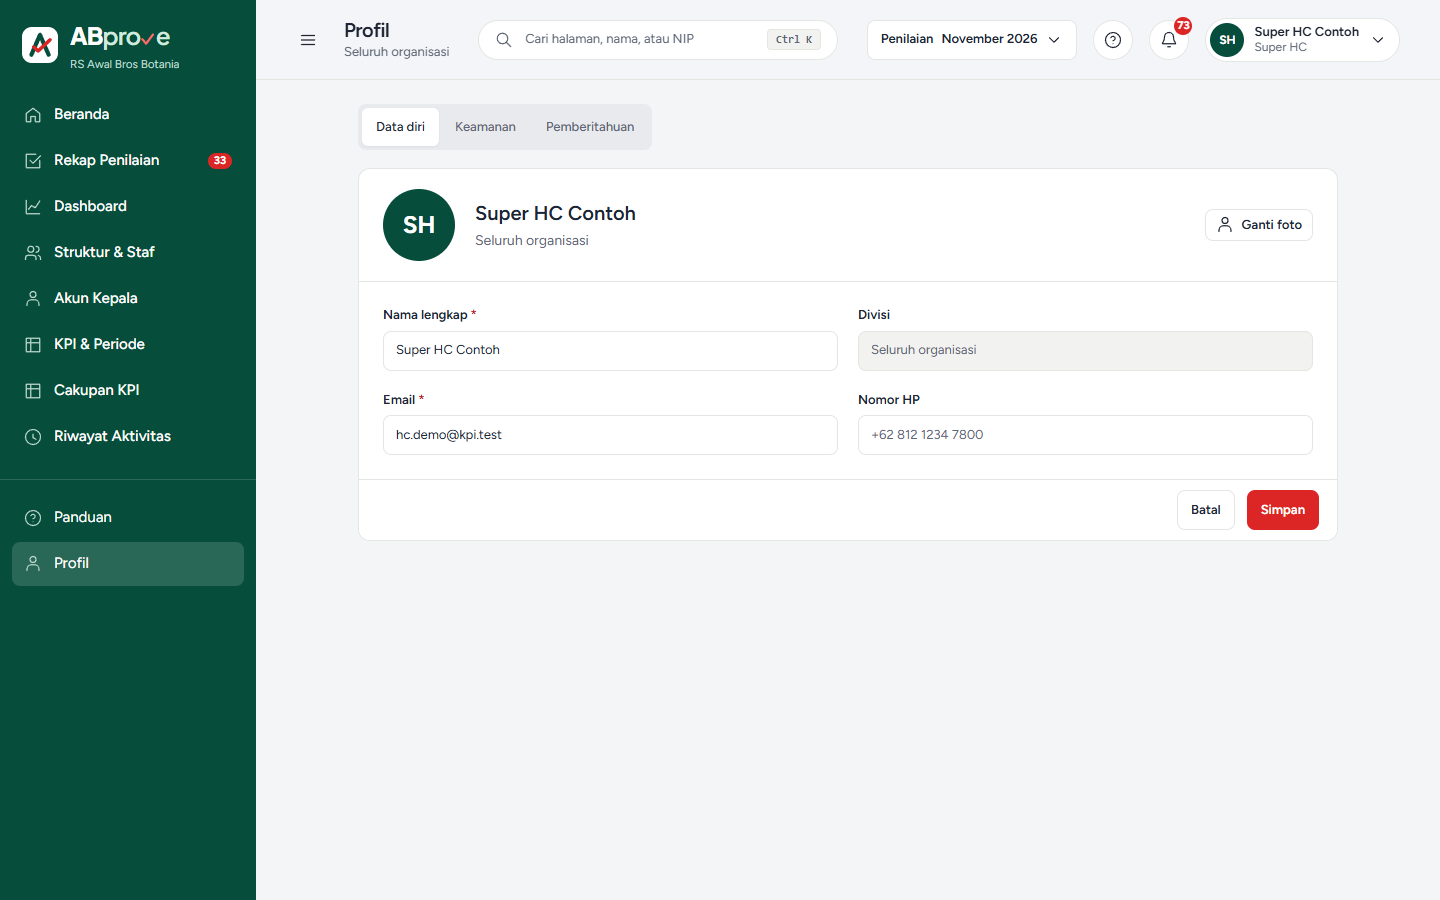 ABprove
RS Awal Bros Botania
Beranda
Rekap Penilaian 33
Dashboard
Struktur & Staf
Akun Kepala
KPI & Periode
Cakupan KPI
Riwayat Aktivitas
Panduan
Profil
Profil
Seluruh organisasi
Cari halaman, nama, atau NIP Ctrl K
Penilaian November 2026
73
SH
Super HC Contoh
Super HC
Data diri Keamanan Pemberitahuan
SH
Super HC Contoh
Seluruh organisasi
Ganti foto
Nama lengkap * Divisi
Super HC Contoh Seluruh organisasi
Email * Nomor HP
hc.demo@kpi.test +62 812 1234 7800
Batal Simpan